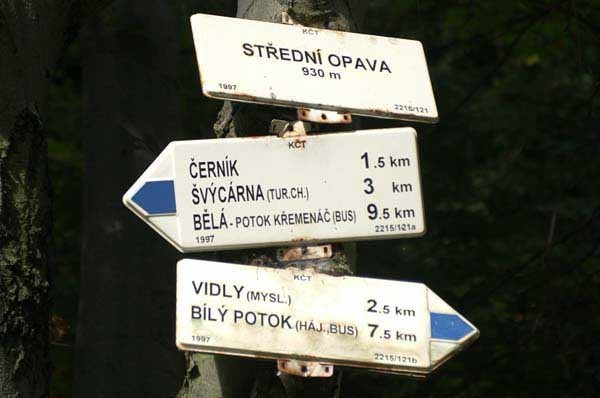 KČT
STŘEDNÍ OPAVA
930 m
1997 2215/121
KČT
ČERNÍK 1.5 KM
ŠVÝCÁRNA (TUR.CH.) 3 KM
BĚLÁ - POTOK KŘEMENÁČ (BUS) 9.5 KM
1997 2215/121a
KČT
VIDLY (MYSL.) 2.5 KM
BÍLÝ POTOK (HÁJ.,BUS) 7.5 KM
1997 2215/121b